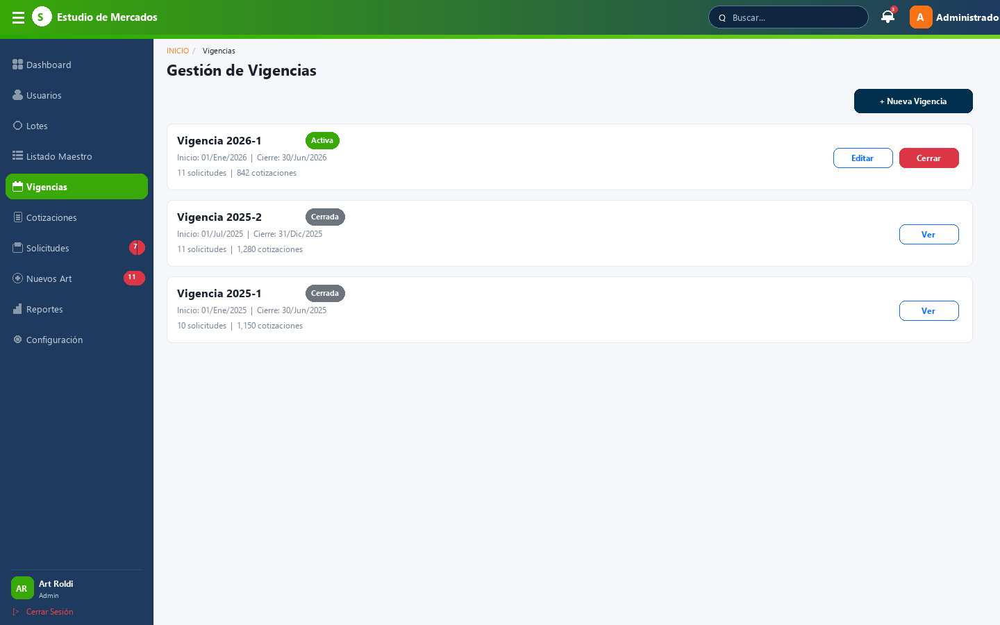 S Estudio de Mercados
Buscar...
3
A Administrado
Dashboard
Usuarios
Lotes
Listado Maestro
Vigencias
Cotizaciones
Solicitudes 7
Nuevos Art 11
Reportes
Configuración
AR Art Roldi
Admin
[> Cerrar Sesión
INICIO / Vigencias
Gestión de Vigencias
+ Nueva Vigencia
Vigencia 2026-1 Activa
Inicio: 01/Ene/2026 | Cierre: 30/Jun/2026
11 solicitudes | 842 cotizaciones
Editar Cerrar
Vigencia 2025-2 Cerrada
Inicio: 01/Jul/2025 | Cierre: 31/Dic/2025
11 solicitudes | 1,280 cotizaciones
Ver
Vigencia 2025-1 Cerrada
Inicio: 01/Ene/2025 | Cierre: 30/Jun/2025
10 solicitudes | 1,150 cotizaciones
Ver